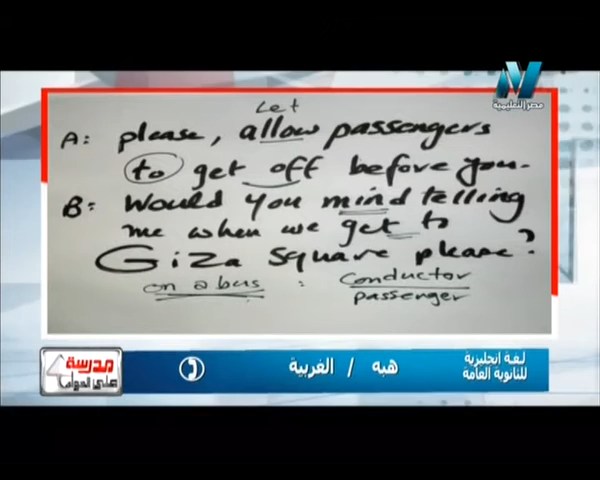 مصر التعليمية
Let
A: please, allow passengers
to get off before you.
B: Would you mind telling
me when we get to
Giza square please?
on a bus : conductor
passenger
مدرسة
على الهواء
هبه / الغربية
لغة انجليزية
للثانوية العامة